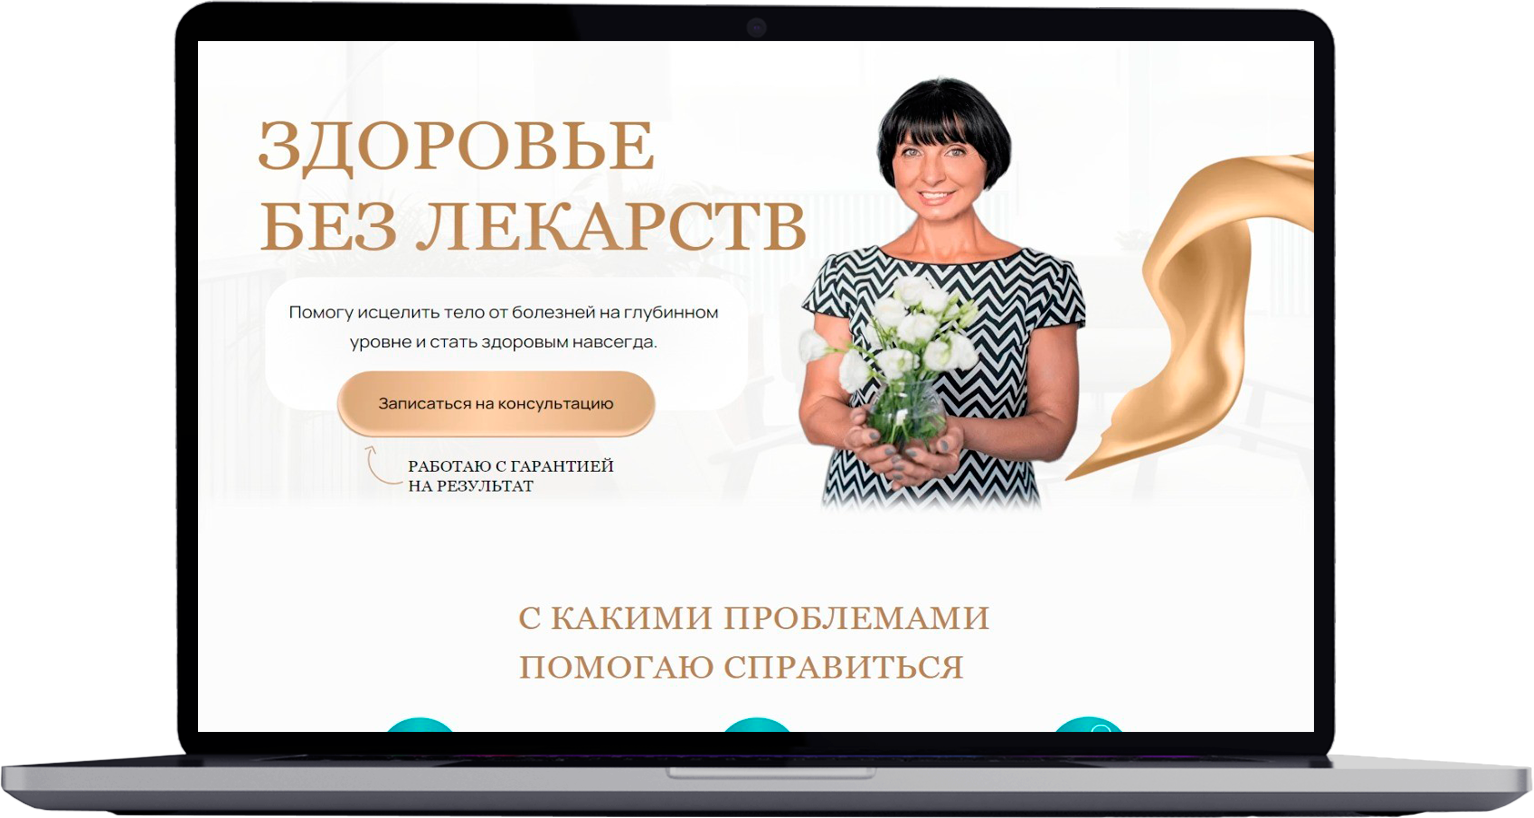 ЗДОРОВЬЕ
БЕЗ ЛЕКАРСТВ
Помогу исцелить тело от болезней на глубинном
уровне и стать здоровым навсегда.
Записаться на консультацию
РАБОТАЮ С ГАРАНТИЕЙ
НА РЕЗУЛЬТАТ
С КАКИМИ ПРОБЛЕМАМИ
ПОМОГАЮ СПРАВИТЬСЯ